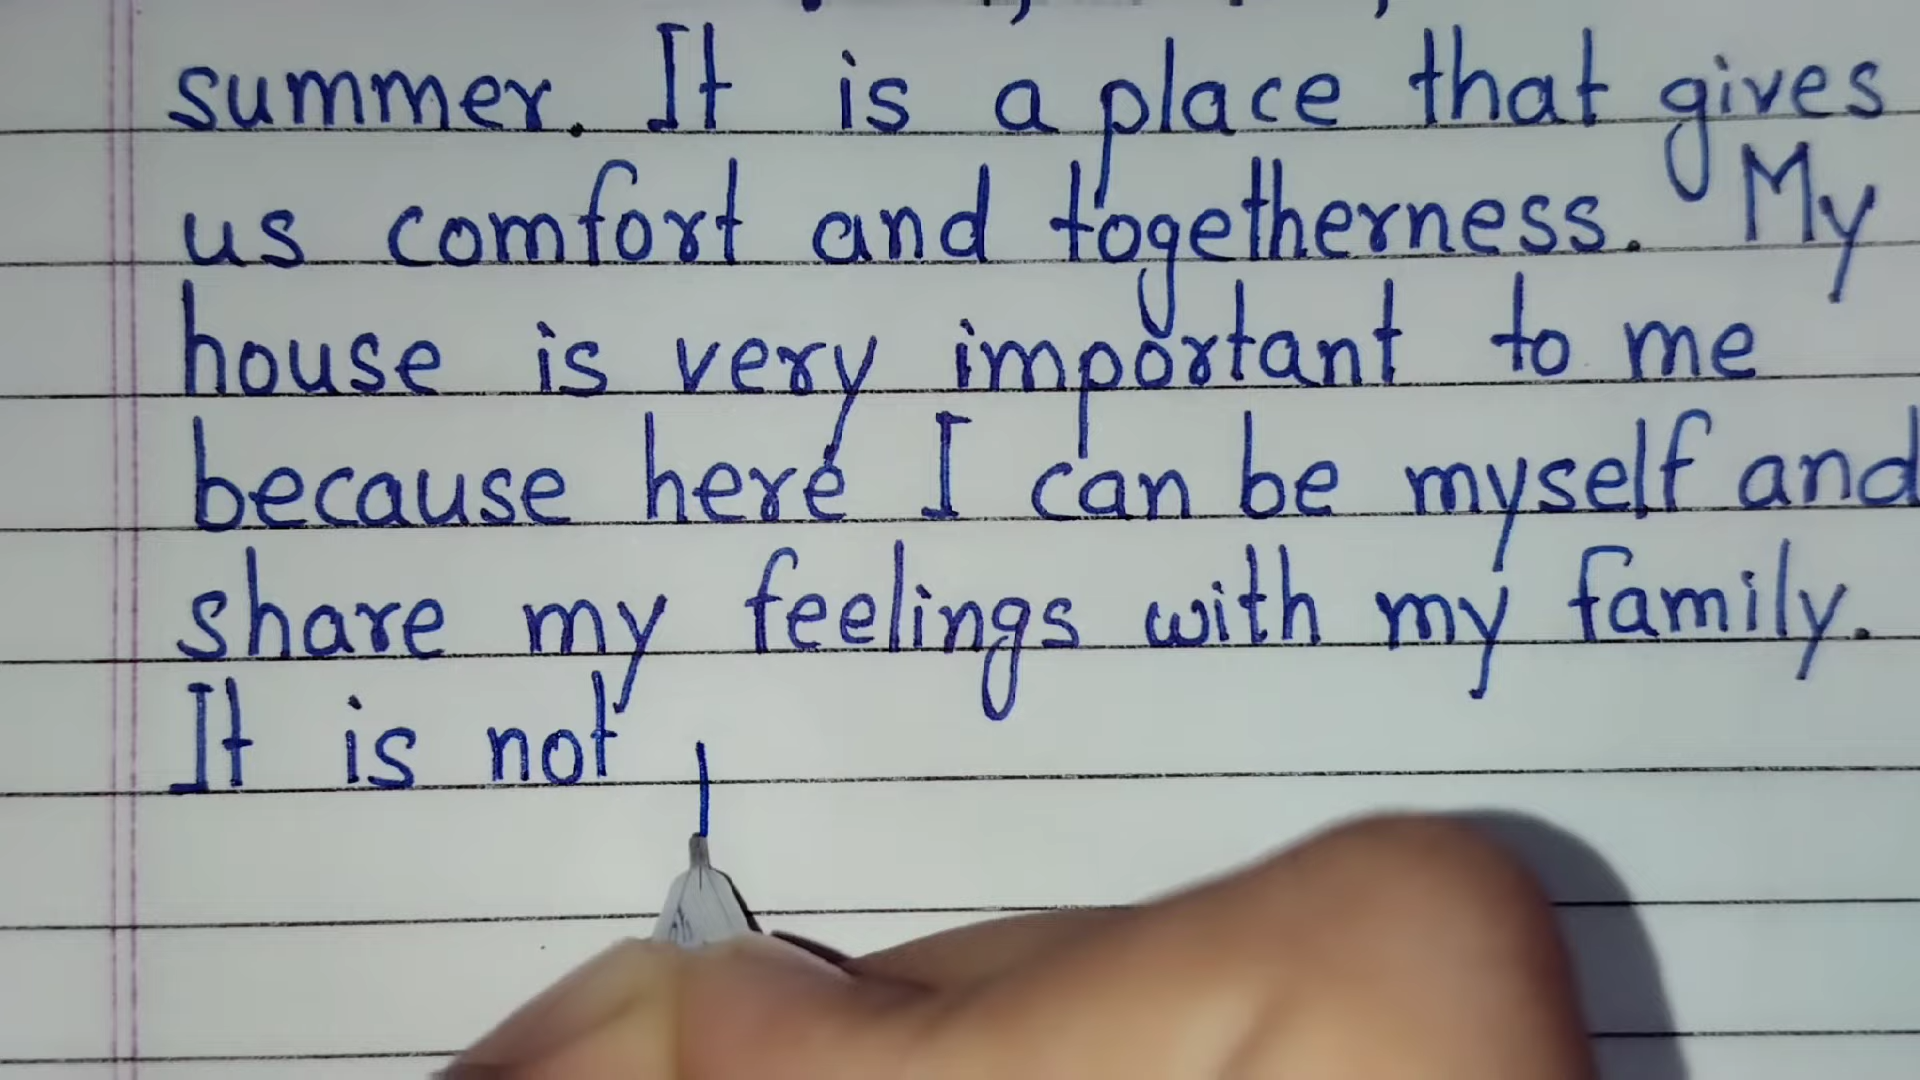 summer. It is a place that gives
us comfort and togetherness. My
house is very important to me
because here I can be myself and
share my feelings with my family.
It is not